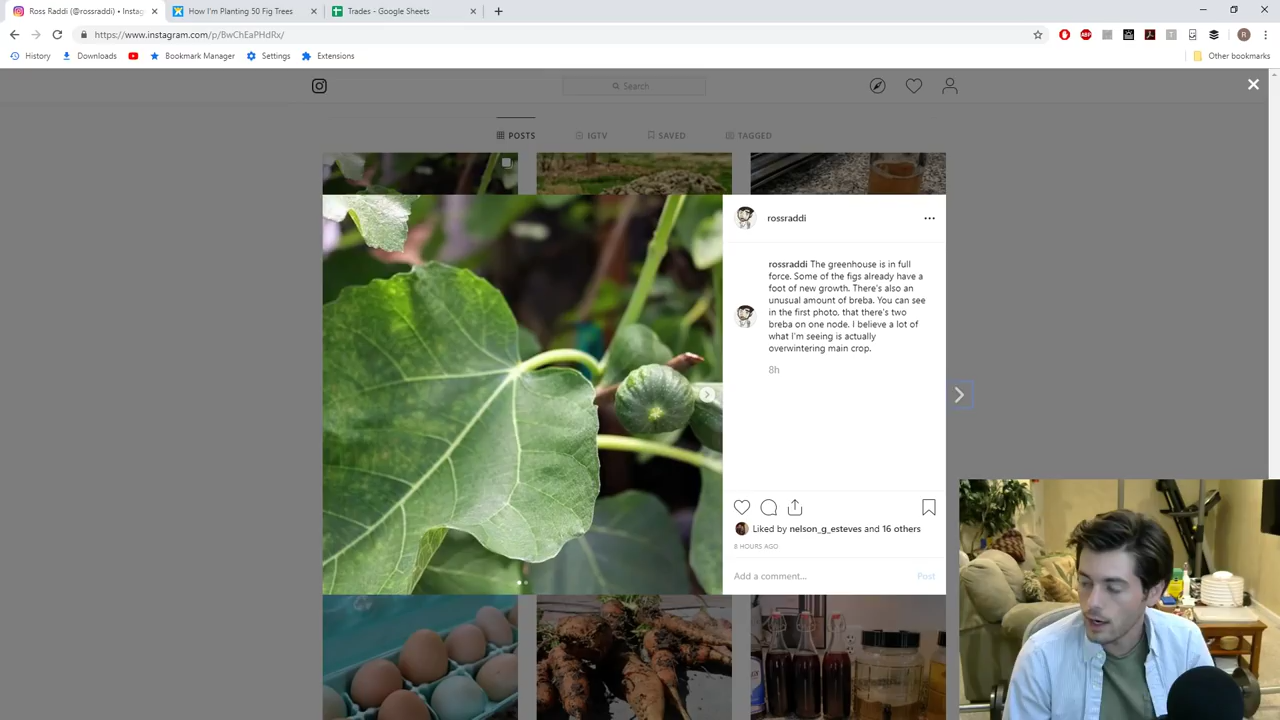 Ross Raddi (@rossraddi) • Instag
How I'm Planting 50 Fig Trees
Trades - Google Sheets
https://www.instagram.com/p/BwChEaPHdRx/
History
Downloads
Bookmark Manager
Settings
Extensions
Other bookmarks
Search
POSTS
IGTV
SAVED
TAGGED
rossraddi
rossraddi The greenhouse is in full
force. Some of the figs already have a
foot of new growth. There's also an
unusual amount of breba. You can see
in the first photo, that there's two
breba on one node. I believe a lot of
what I'm seeing is actually
overwintering main crop.
8h
Liked by nelson_g_esteves and 16 others
8 HOURS AGO
Add a comment...
Post